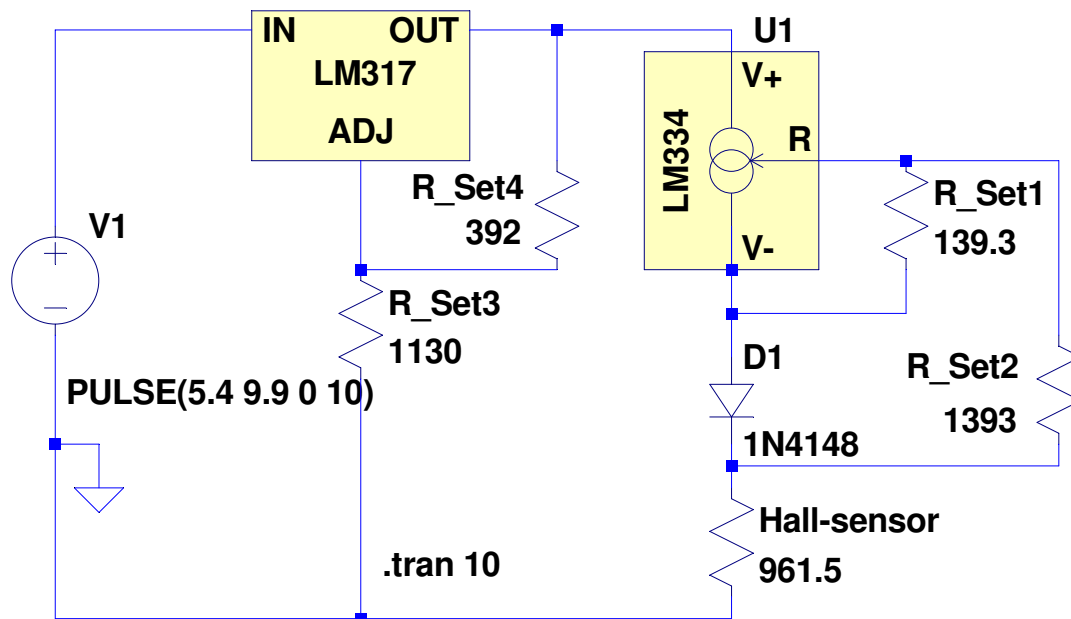 IN OUT
LM317
ADJ
U1
V+
LM334
R
V-
R_Set4
392
R_Set1
139.3
V1
+
R_Set3
1130
D1
R_Set2
1393
PULSE(5.4 9.9 0 10)
1N4148
Hall-sensor
961.5
.tran 10